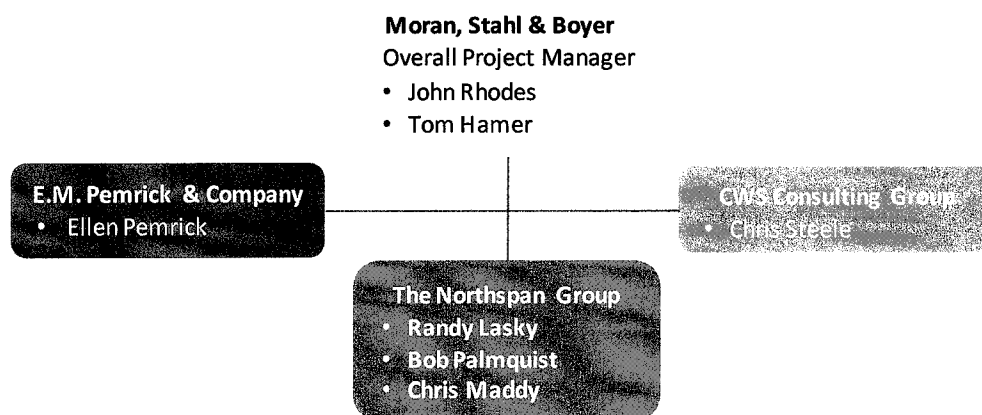 Moran, Stahl & Boyer
Overall Project Manager
• John Rhodes
• Tom Hamer
E.M. Pemrick & Company
• Ellen Pemrick
CWS Consulting Group
• Chris Steele
The Northspan Group
• Randy Lasky
• Bob Palmquist
• Chris Maddy